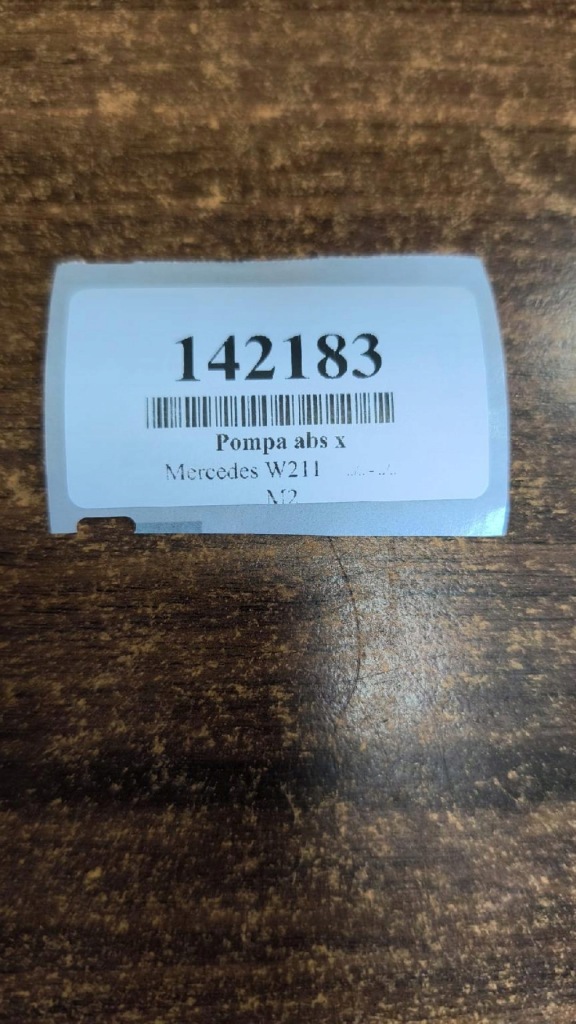 142183
Pompa abs x
Mercedes W211
M2